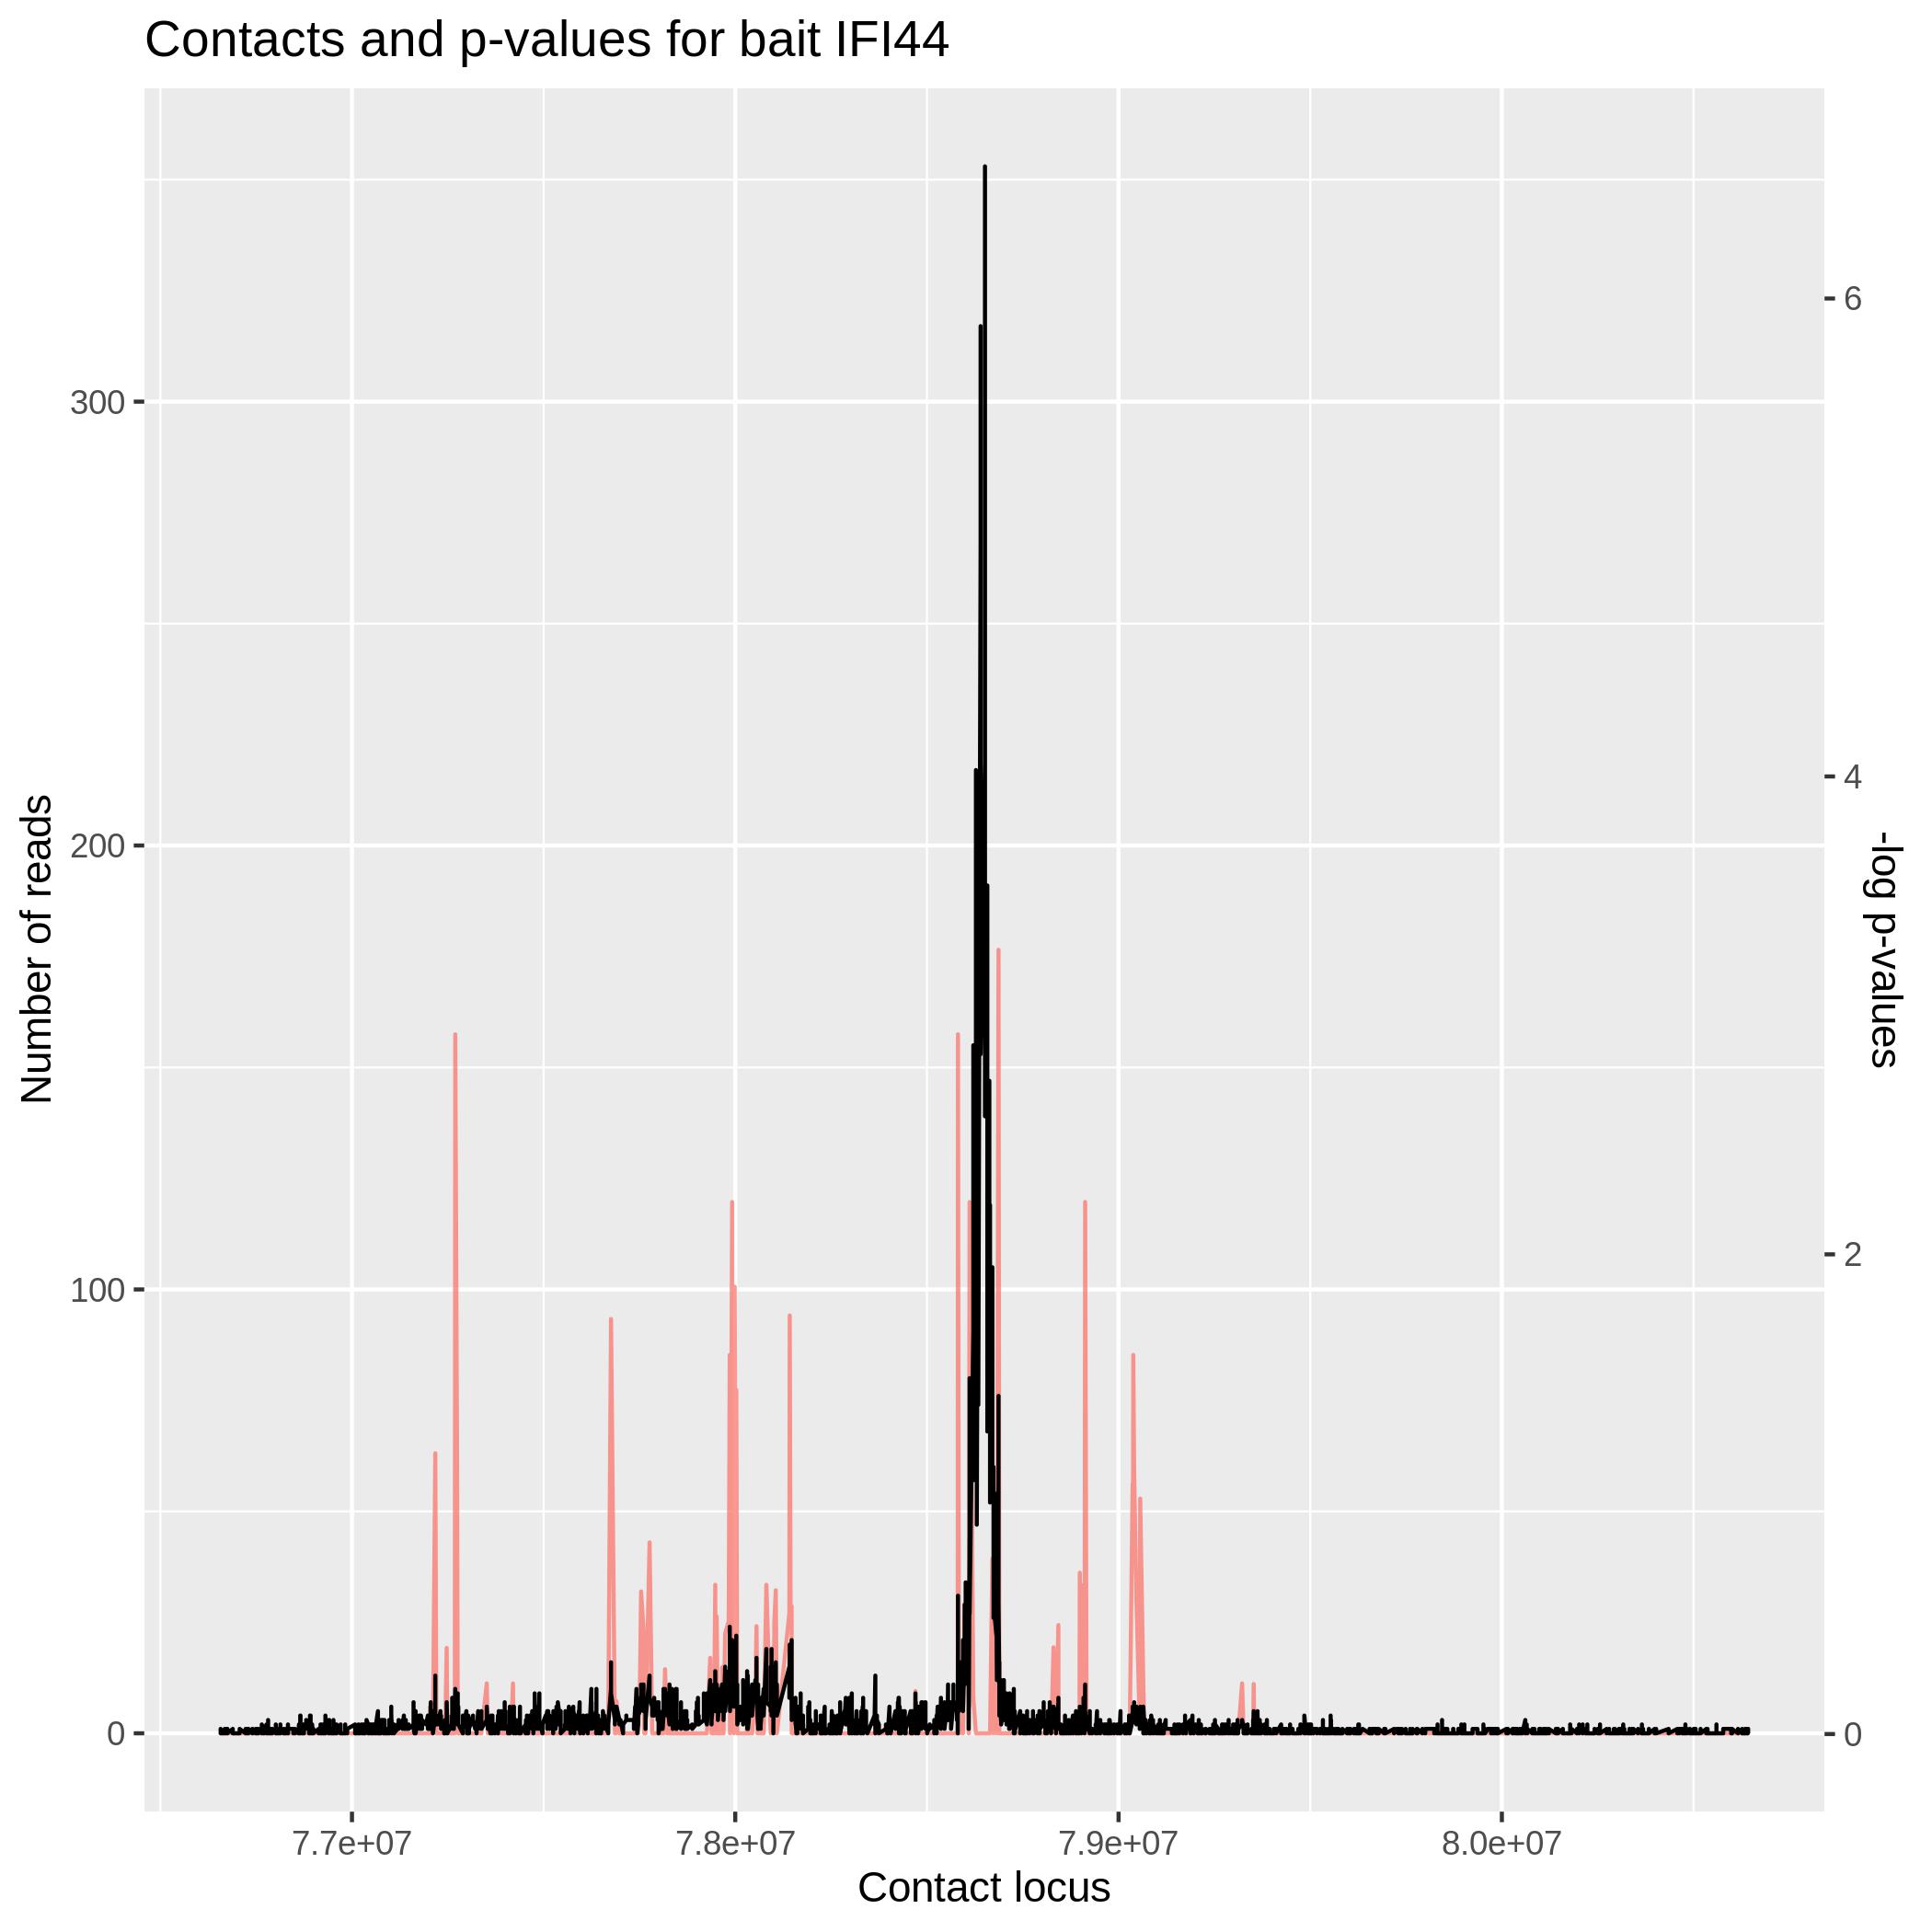 Contacts and p-values for bait IFI44
Number of reads
300
200
100
0
6
4
2
0
-log p-values
7.7e+07
7.8e+07
7.9e+07
8.0e+07
Contact locus